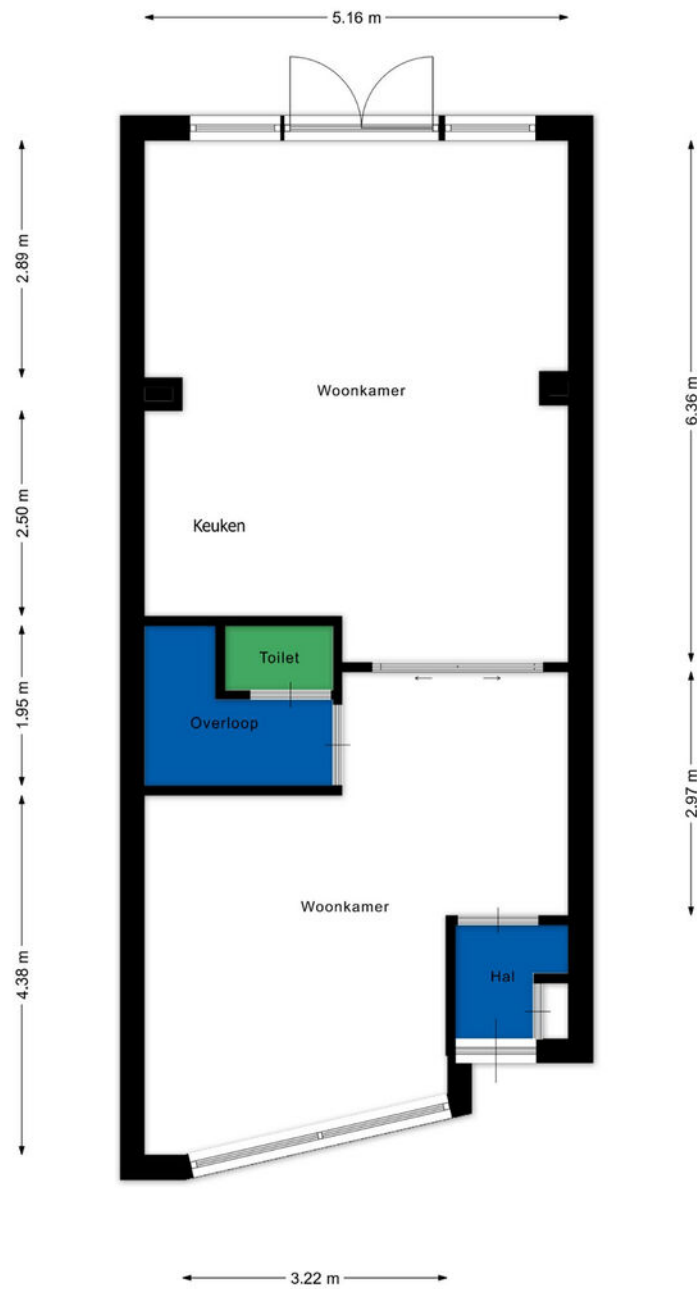 5.16 m
2.89 m
6.36 m
Woonkamer
2.50 m
Keuken
Toilet
1.95 m
Overloop
2.97 m
Woonkamer
4.38 m
Hal
3.22 m